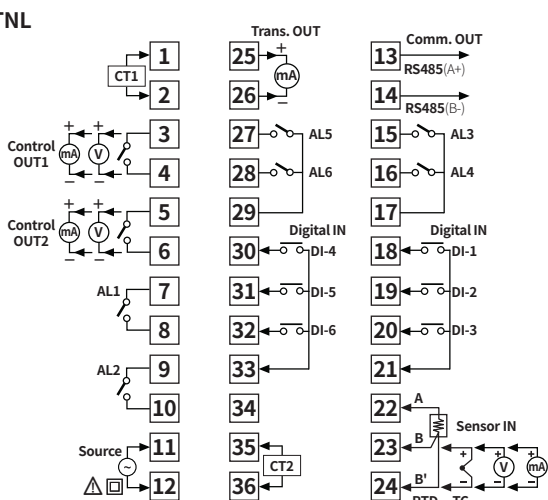 TNL
CT1
1
2
Control
OUT1
+ +
mA V
– –
3
4
Control
OUT2
+ +
mA V
– –
5
6
AL1
7
8
AL2
9
10
Source
~
11
12
Trans. OUT
25
+
mA
26
–
27
AL5
28
AL6
29
Digital IN
30
DI-4
31
DI-5
32
DI-6
33
34
35
CT2
36
Comm. OUT
13
RS485(A+)
14
RS485(B-)
15
AL3
16
AL4
17
Digital IN
18
DI-1
19
DI-2
20
DI-3
21
22
A
Sensor IN
23
B
+ + +
V mA
24
B'
– – –
RTD TC